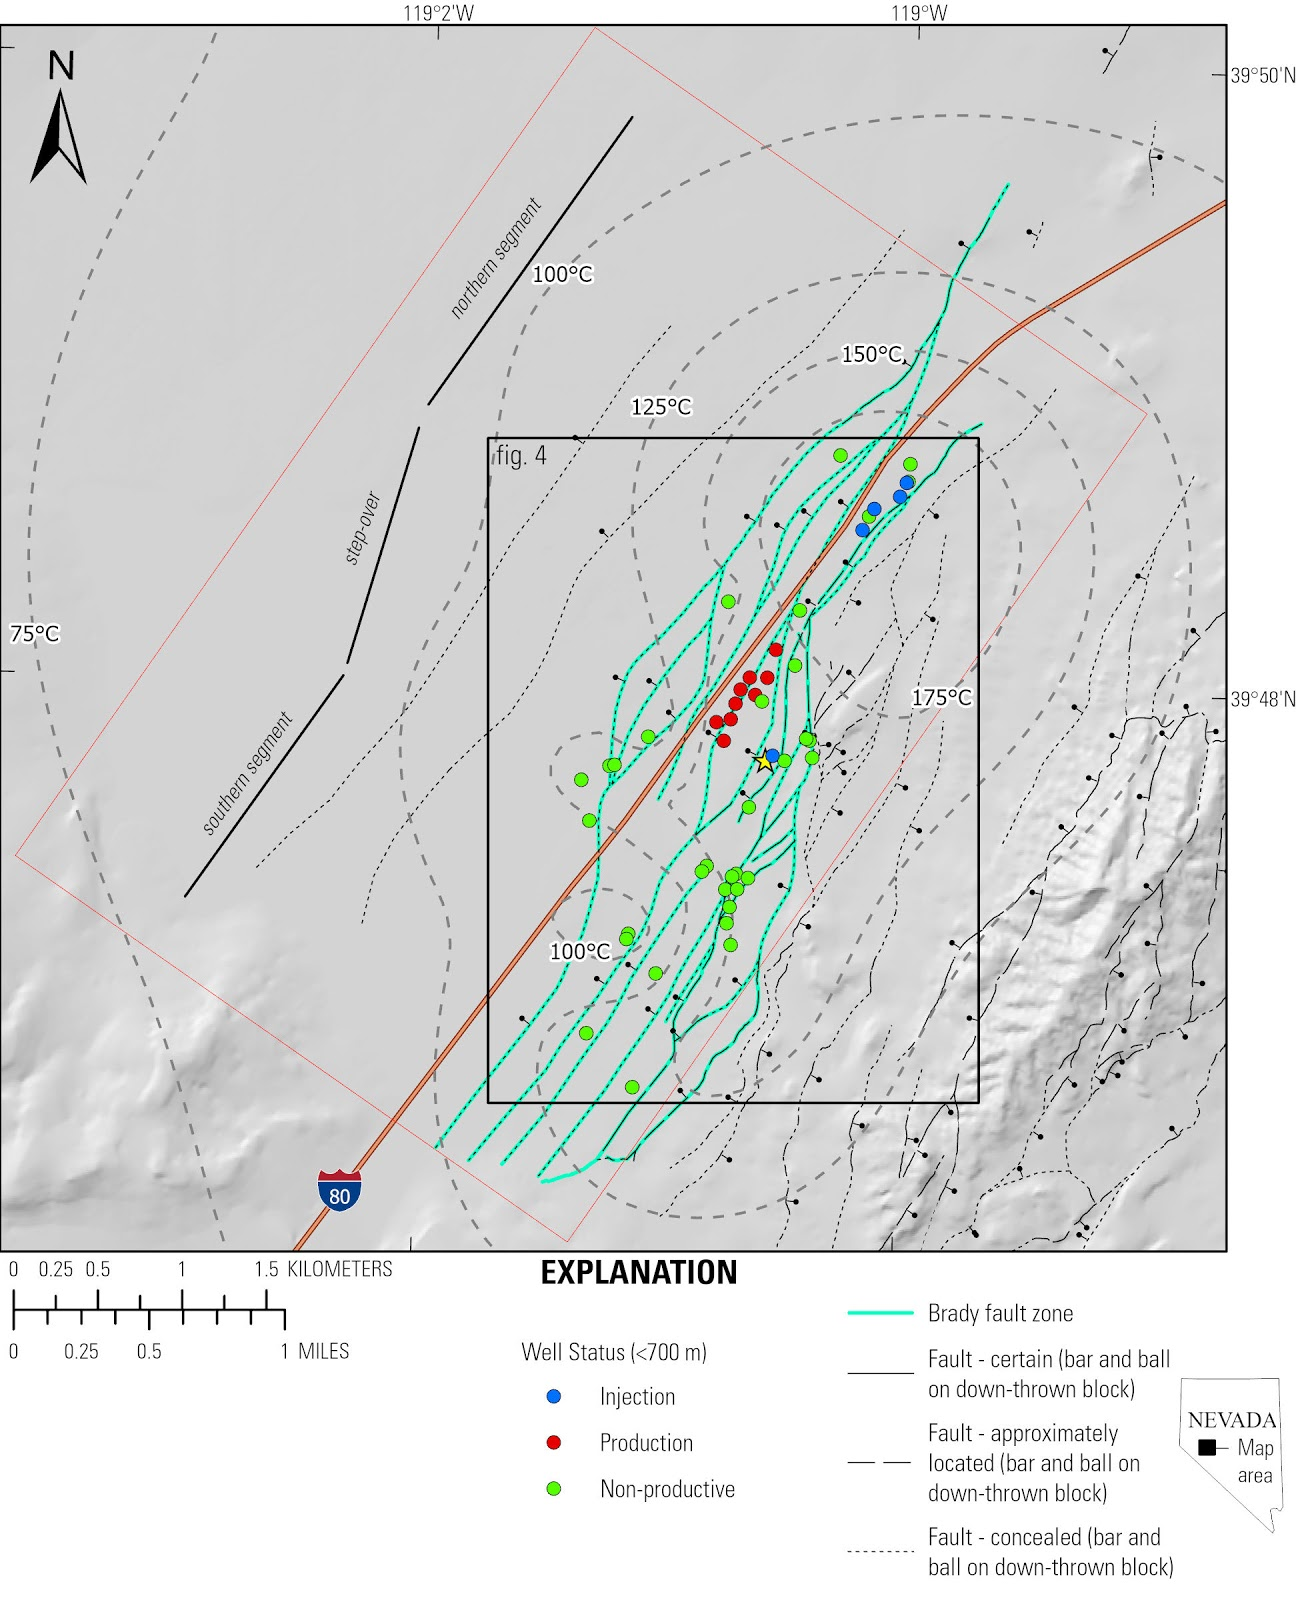 119°2'W
119°W
N
39°50'N
northern segment
100°C
150°C
125°C
fig. 4
step-over
75°C
39°48'N
175°C
southern segment
100°C
80
0 0.25 0.5 1 1.5 KILOMETERS
0 0.25 0.5 1 MILES
EXPLANATION
Well Status (<700 m)
Injection
Production
Non-productive
Brady fault zone
Fault - certain (bar and ball
on down-thrown block)
Fault - approximately
located (bar and ball on
down-thrown block)
Fault - concealed (bar and
ball on down-thrown block)
NEVADA
Map
area